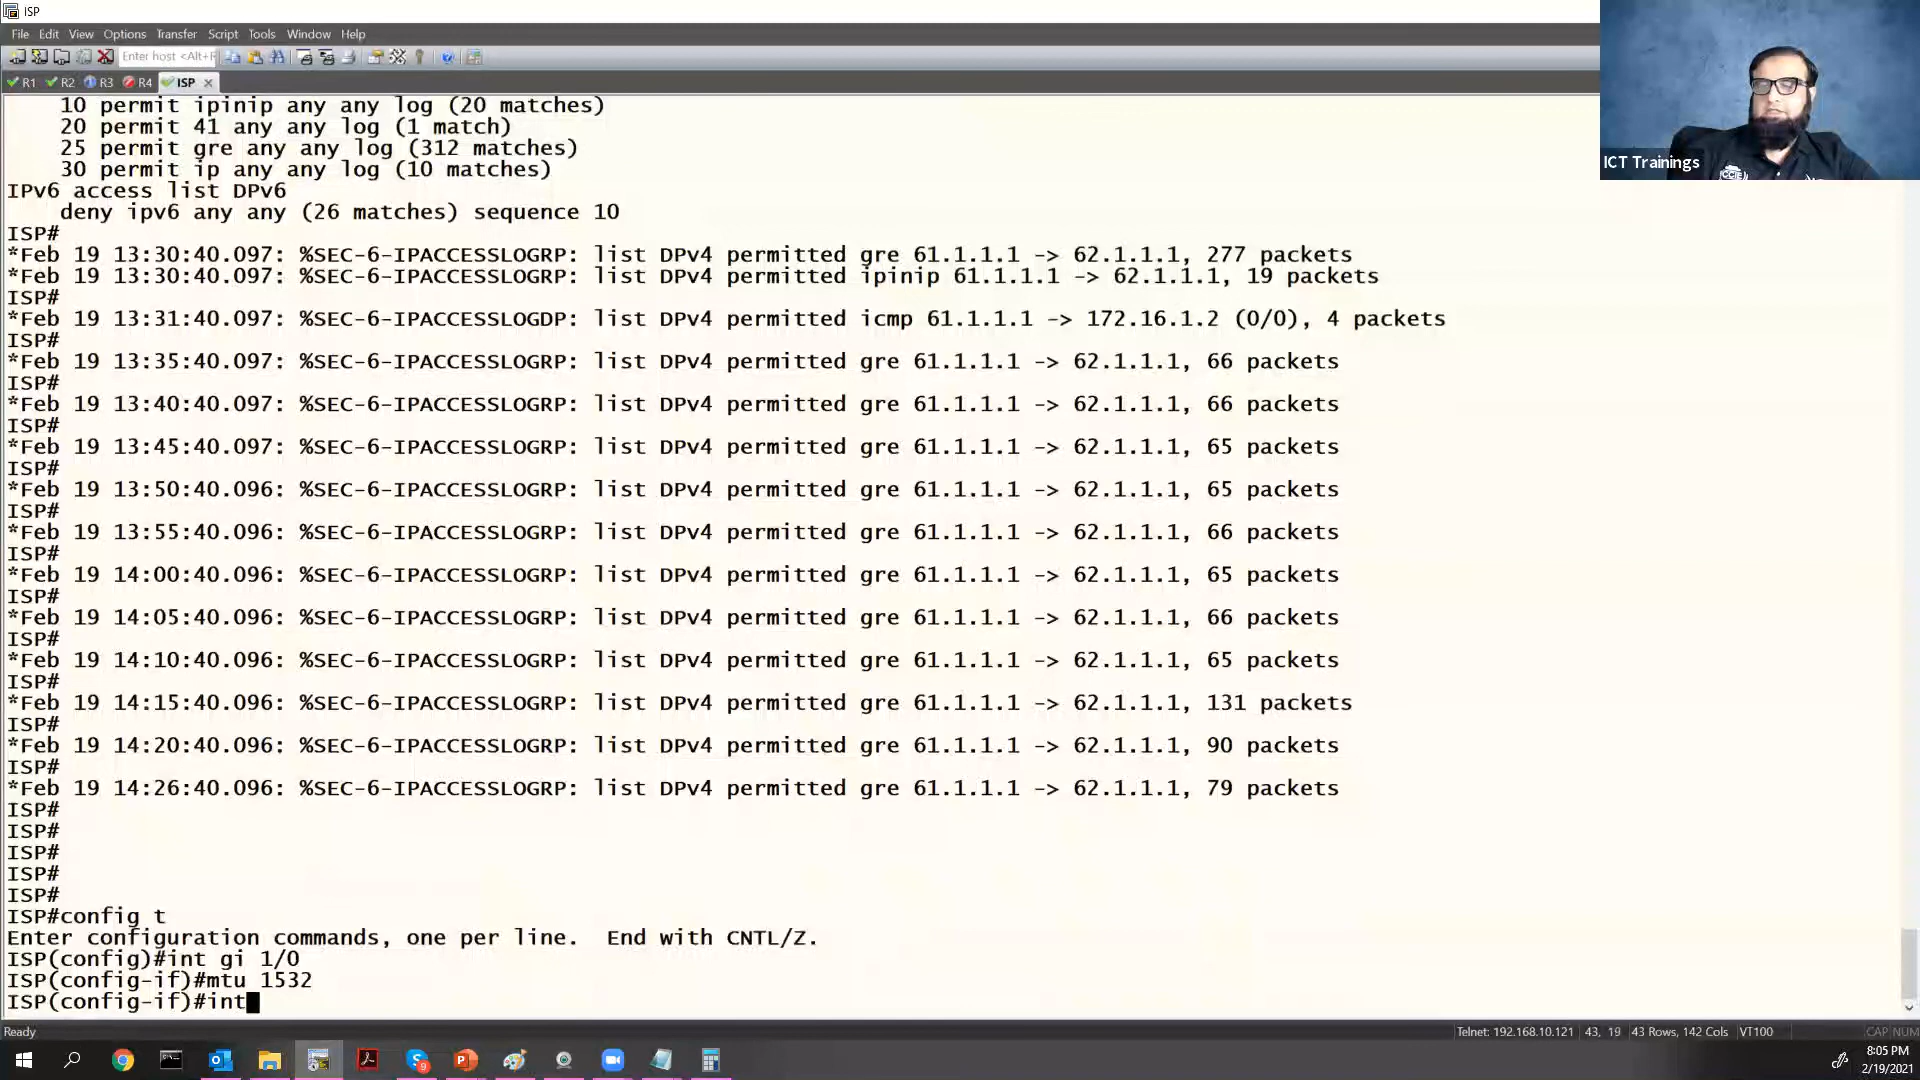 ISP
File Edit View Options Transfer Script Tools Window Help
Enter host <Alt+R
R1 R2 R3 R4 ISP
10 permit ipinip any any log (20 matches)
20 permit 41 any any log (1 match)
25 permit gre any any log (312 matches)
30 permit ip any any log (10 matches)
IPv6 access list DPv6
deny ipv6 any any (26 matches) sequence 10
ISP#
*Feb 19 13:30:40.097: %SEC-6-IPACCESSLOGRP: list DPv4 permitted gre 61.1.1.1 -> 62.1.1.1, 277 packets
*Feb 19 13:30:40.097: %SEC-6-IPACCESSLOGRP: list DPv4 permitted ipinip 61.1.1.1 -> 62.1.1.1, 19 packets
ISP#
*Feb 19 13:31:40.097: %SEC-6-IPACCESSLOGDP: list DPv4 permitted icmp 61.1.1.1 -> 172.16.1.2 (0/0), 4 packets
ISP#
*Feb 19 13:35:40.097: %SEC-6-IPACCESSLOGRP: list DPv4 permitted gre 61.1.1.1 -> 62.1.1.1, 66 packets
ISP#
*Feb 19 13:40:40.097: %SEC-6-IPACCESSLOGRP: list DPv4 permitted gre 61.1.1.1 -> 62.1.1.1, 66 packets
ISP#
*Feb 19 13:45:40.097: %SEC-6-IPACCESSLOGRP: list DPv4 permitted gre 61.1.1.1 -> 62.1.1.1, 65 packets
ISP#
*Feb 19 13:50:40.096: %SEC-6-IPACCESSLOGRP: list DPv4 permitted gre 61.1.1.1 -> 62.1.1.1, 65 packets
ISP#
*Feb 19 13:55:40.096: %SEC-6-IPACCESSLOGRP: list DPv4 permitted gre 61.1.1.1 -> 62.1.1.1, 66 packets
ISP#
*Feb 19 14:00:40.096: %SEC-6-IPACCESSLOGRP: list DPv4 permitted gre 61.1.1.1 -> 62.1.1.1, 65 packets
ISP#
*Feb 19 14:05:40.096: %SEC-6-IPACCESSLOGRP: list DPv4 permitted gre 61.1.1.1 -> 62.1.1.1, 66 packets
ISP#
*Feb 19 14:10:40.096: %SEC-6-IPACCESSLOGRP: list DPv4 permitted gre 61.1.1.1 -> 62.1.1.1, 65 packets
ISP#
*Feb 19 14:15:40.096: %SEC-6-IPACCESSLOGRP: list DPv4 permitted gre 61.1.1.1 -> 62.1.1.1, 131 packets
ISP#
*Feb 19 14:20:40.096: %SEC-6-IPACCESSLOGRP: list DPv4 permitted gre 61.1.1.1 -> 62.1.1.1, 90 packets
ISP#
*Feb 19 14:26:40.096: %SEC-6-IPACCESSLOGRP: list DPv4 permitted gre 61.1.1.1 -> 62.1.1.1, 79 packets
ISP#
ISP#
ISP#
ISP#
ISP#
ISP#config t
Enter configuration commands, one per line. End with CNTL/Z.
ISP(config)#int gi 1/0
ISP(config-if)#mtu 1532
ISP(config-if)#int
ICT Trainings
CCIE
Ready
Telnet: 192.168.10.121 43, 19 43 Rows, 142 Cols VT100 CAP NUM
9
8:05 PM
2/19/2021